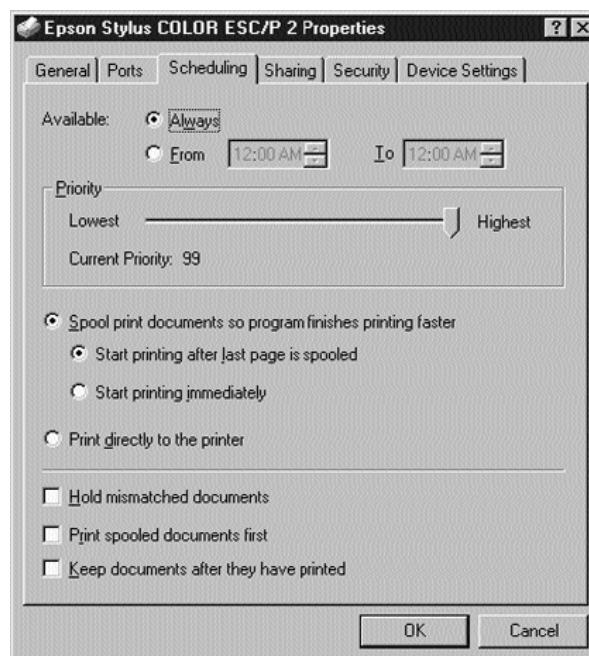 Epson Stylus COLOR ESC/P 2 Properties
General Ports Scheduling Sharing Security Device Settings
Available: Always
From 12:00 AM To 12:00 AM
Priority
Lowest Highest
Current Priority: 99
Spool print documents so program finishes printing faster
Start printing after last page is spooled
Start printing immediately
Print directly to the printer
Hold mismatched documents
Print spooled documents first
Keep documents after they have printed
OK Cancel